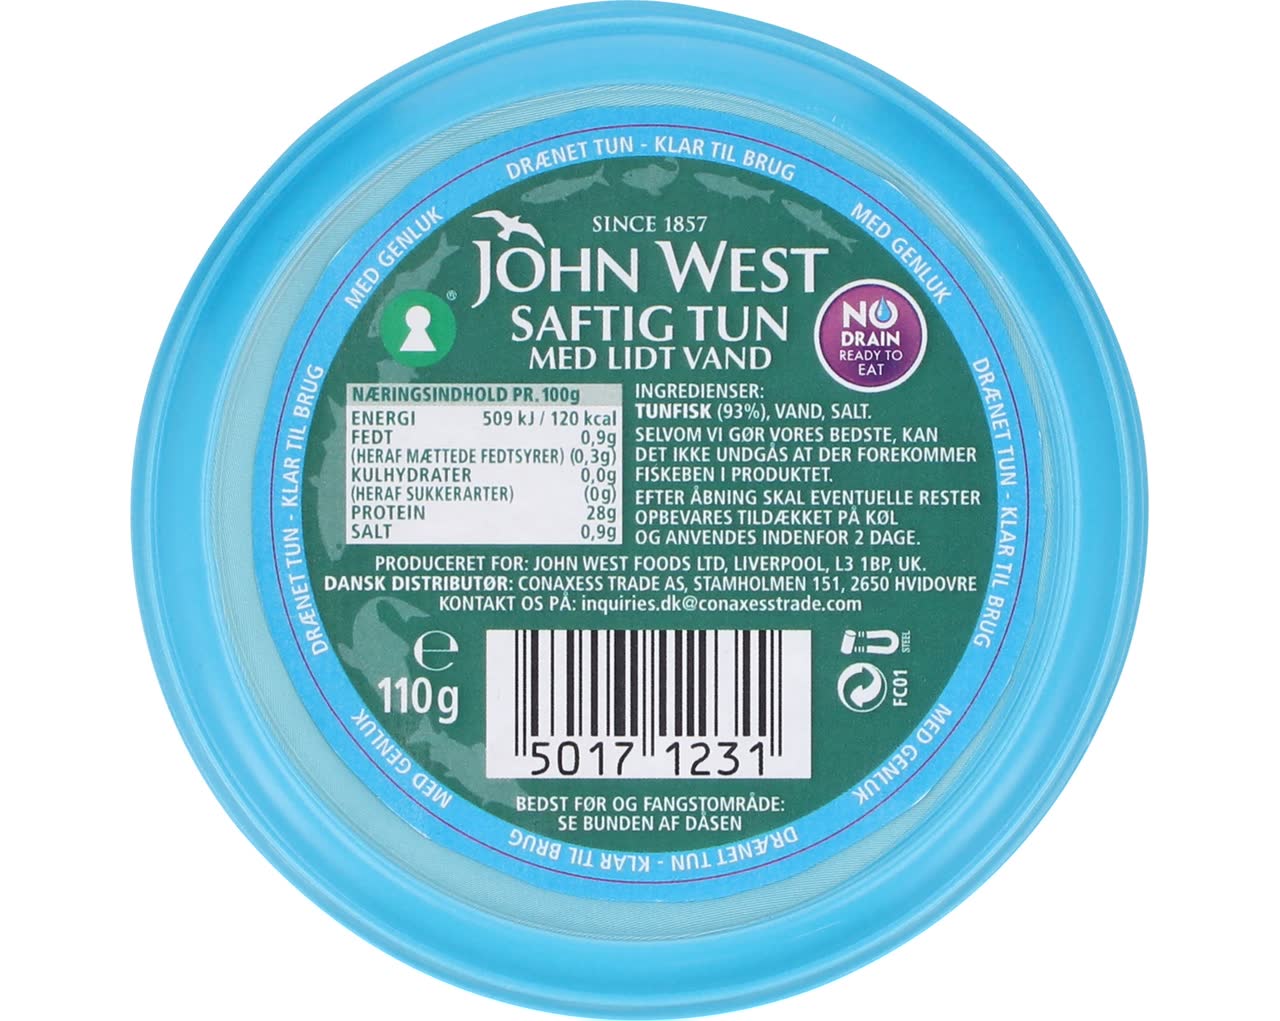 DRÆNET TUN - KLAR TIL BRUG
MED GENLUK
MED GENLUK
SINCE 1857
JOHN WEST
®
SAFTIG TUN
MED LIDT VAND
NO
DRAIN
READY TO
EAT
NÆRINGSINDHOLD PR. 100g
ENERGI 509 kJ / 120 kcal
FEDT 0,9g
(HERAF MÆTTEDE FEDTSYRER) (0,3g)
KULHYDRATER 0,0g
(HERAF SUKKERARTER) (0g)
PROTEIN 28g
SALT 0,9g
INGREDIENSER:
TUNFISK (93%), VAND, SALT.
SELVOM VI GØR VORES BEDSTE, KAN
DET IKKE UNDGÅS AT DER FOREKOMMER
FISKEBEN I PRODUKTET.
EFTER ÅBNING SKAL EVENTUELLE RESTER
OPBEVARES TILDÆKKET PÅ KØL
OG ANVENDES INDENFOR 2 DAGE.
DRÆNET TUN - KLAR TIL BRUG
DRÆNET TUN - KLAR TIL BRUG
PRODUCERET FOR: JOHN WEST FOODS LTD, LIVERPOOL, L3 1BP, UK.
DANSK DISTRIBUTØR: CONAXESS TRADE AS, STAMHOLMEN 151, 2650 HVIDOVRE
KONTAKT OS PÅ: inquiries.dk@conaxesstrade.com
e
110g
5017 1231
STEEL
FC01
MED GENLUK
MED GENLUK
BEDST FØR OG FANGSTOMRÅDE:
SE BUNDEN AF DÅSEN
DRÆNET TUN - KLAR TIL BRUG